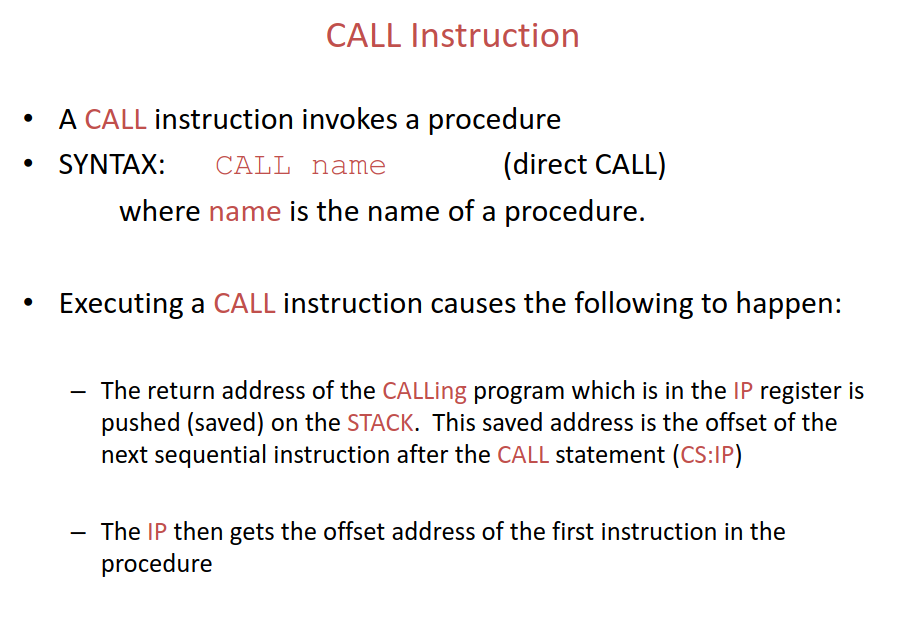 CALL Instruction
• A CALL instruction invokes a procedure
• SYNTAX: CALL name (direct CALL)
where name is the name of a procedure.
• Executing a CALL instruction causes the following to happen:
– The return address of the CALLing program which is in the IP register is
pushed (saved) on the STACK. This saved address is the offset of the
next sequential instruction after the CALL statement (CS:IP)
– The IP then gets the offset address of the first instruction in the
procedure